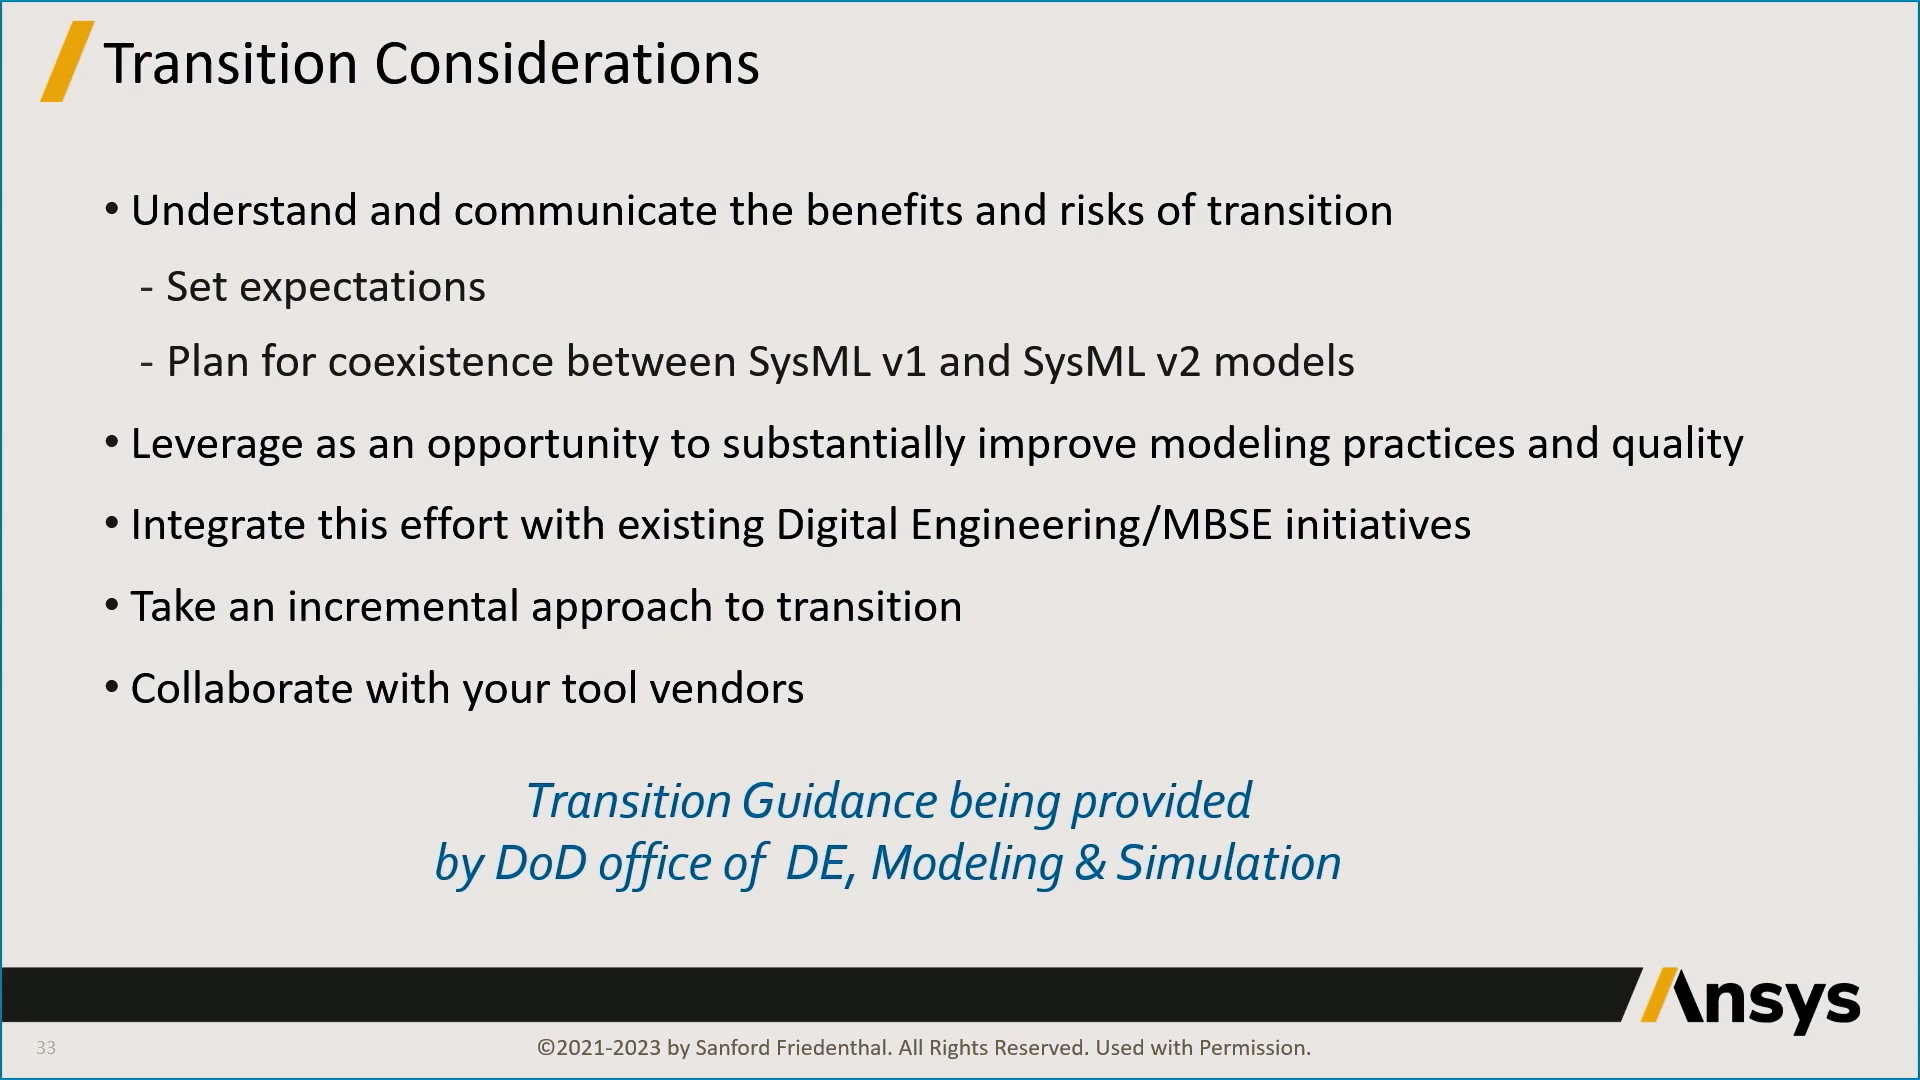 Transition Considerations
• Understand and communicate the benefits and risks of transition
- Set expectations
- Plan for coexistence between SysML v1 and SysML v2 models
• Leverage as an opportunity to substantially improve modeling practices and quality
• Integrate this effort with existing Digital Engineering/MBSE initiatives
• Take an incremental approach to transition
• Collaborate with your tool vendors
Transition Guidance being provided
by DoD office of DE, Modeling & Simulation
Ansys
33
©2021-2023 by Sanford Friedenthal. All Rights Reserved. Used with Permission.